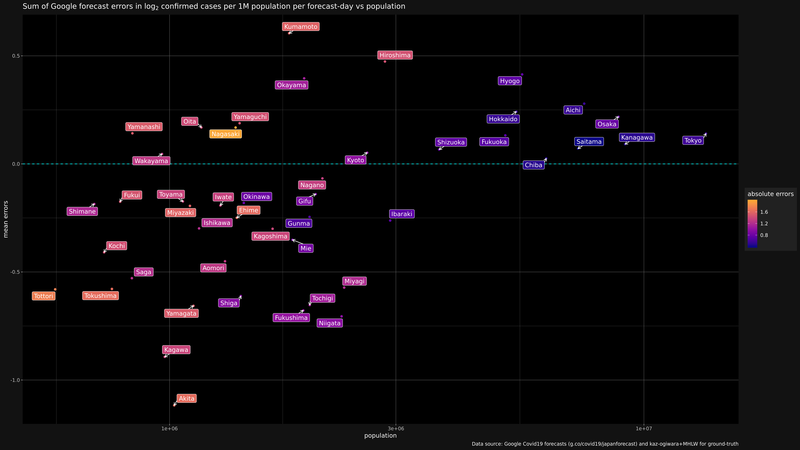 Sum of Google forecast errors in log₂ confirmed cases per 1M population per forecast-day vs population
Kumamoto
Hiroshima
0.5
Hyogo
Okayama
Aichi
Yamaguchi
Hokkaido
Oita
Osaka
Yamanashi
Nagasaki
Kanagawa
Tokyo
Shizuoka
Fukuoka
Saitama
Wakayama
Kyoto
Chiba
0.0
absolute errors
1.6
1.2
0.8
mean errors
Nagano
Fukui
Toyama
Iwate
Okinawa
Gifu
Shimane
Miyazaki
Ehime
Ibaraki
Ishikawa
Gunma
Kagoshima
Kochi
Mie
Aomori
Saga
-0.5
Miyagi
Tottori
Tokushima
Shiga
Tochigi
Yamagata
Fukushima
Niigata
Kagawa
-1.0
Akita
1e+06
3e+06
1e+07
population
Data source: Google Covid19 forecasts (g.co/covid19/japanforecast) and kaz-ogiwara+MHLW for ground-truth